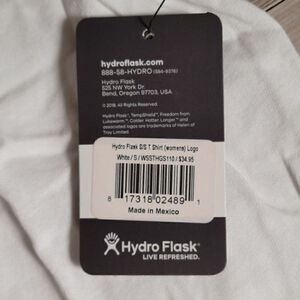 hydroflask.com
888-58-HYDRO (584-9376)
Hydro Flask
525 NW York Dr.
Bend, Oregon 97703, USA
© 2018, All Rights Reserved.
Hydro Flask®, TempShield™, Freedom from
Lukewarm™, Colder. Hotter. Longer™ and
associated logos are trademarks of Helen of
Troy Limited.
Hydro Flask S/S T Shirt (womens) Logo
White / S / WSSTHGS110 / $34.95
8 17318 02489 1
Made in Mexico
Hydro Flask®
LIVE REFRESHED.